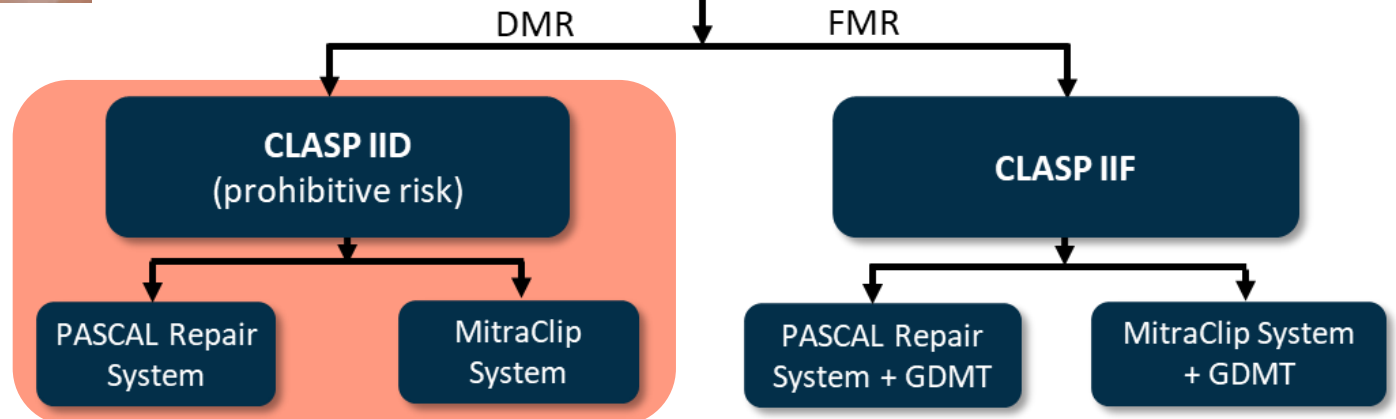 DMR
FMR
CLASP IID
(prohibitive risk)
CLASP IIF
PASCAL Repair
System
MitraClip
System
PASCAL Repair
System + GDMT
MitraClip System
+ GDMT